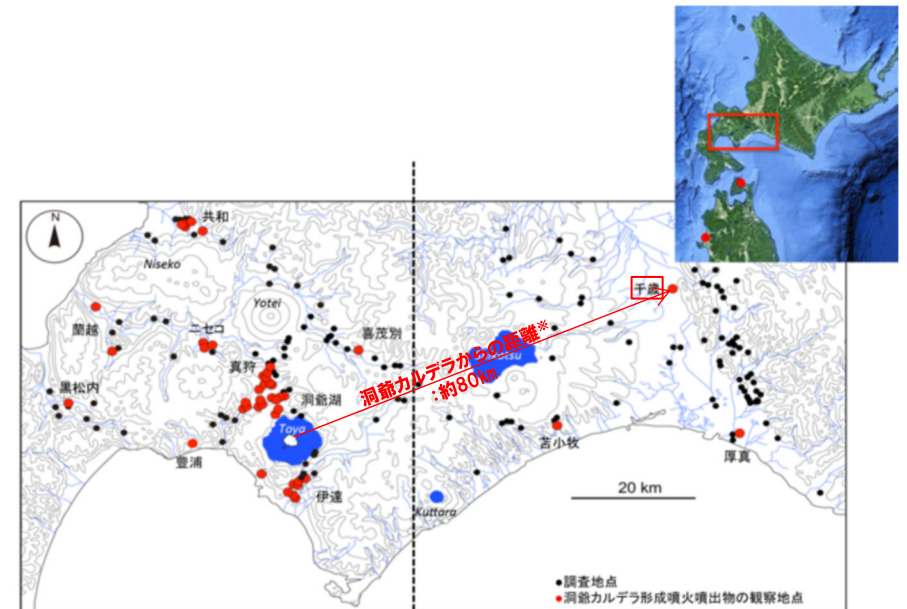 N
共和
Niseko
千歳
Yotei
蘭越
ニセコ
喜茂別
洞爺カルデラからの距離※
:約80km
真狩
黒松内
洞爺湖
Toya
苫小牧
豊浦
厚真
伊達
20 km
Kuttara
調査地点
洞爺カルデラ形成噴火噴出物の観察地点